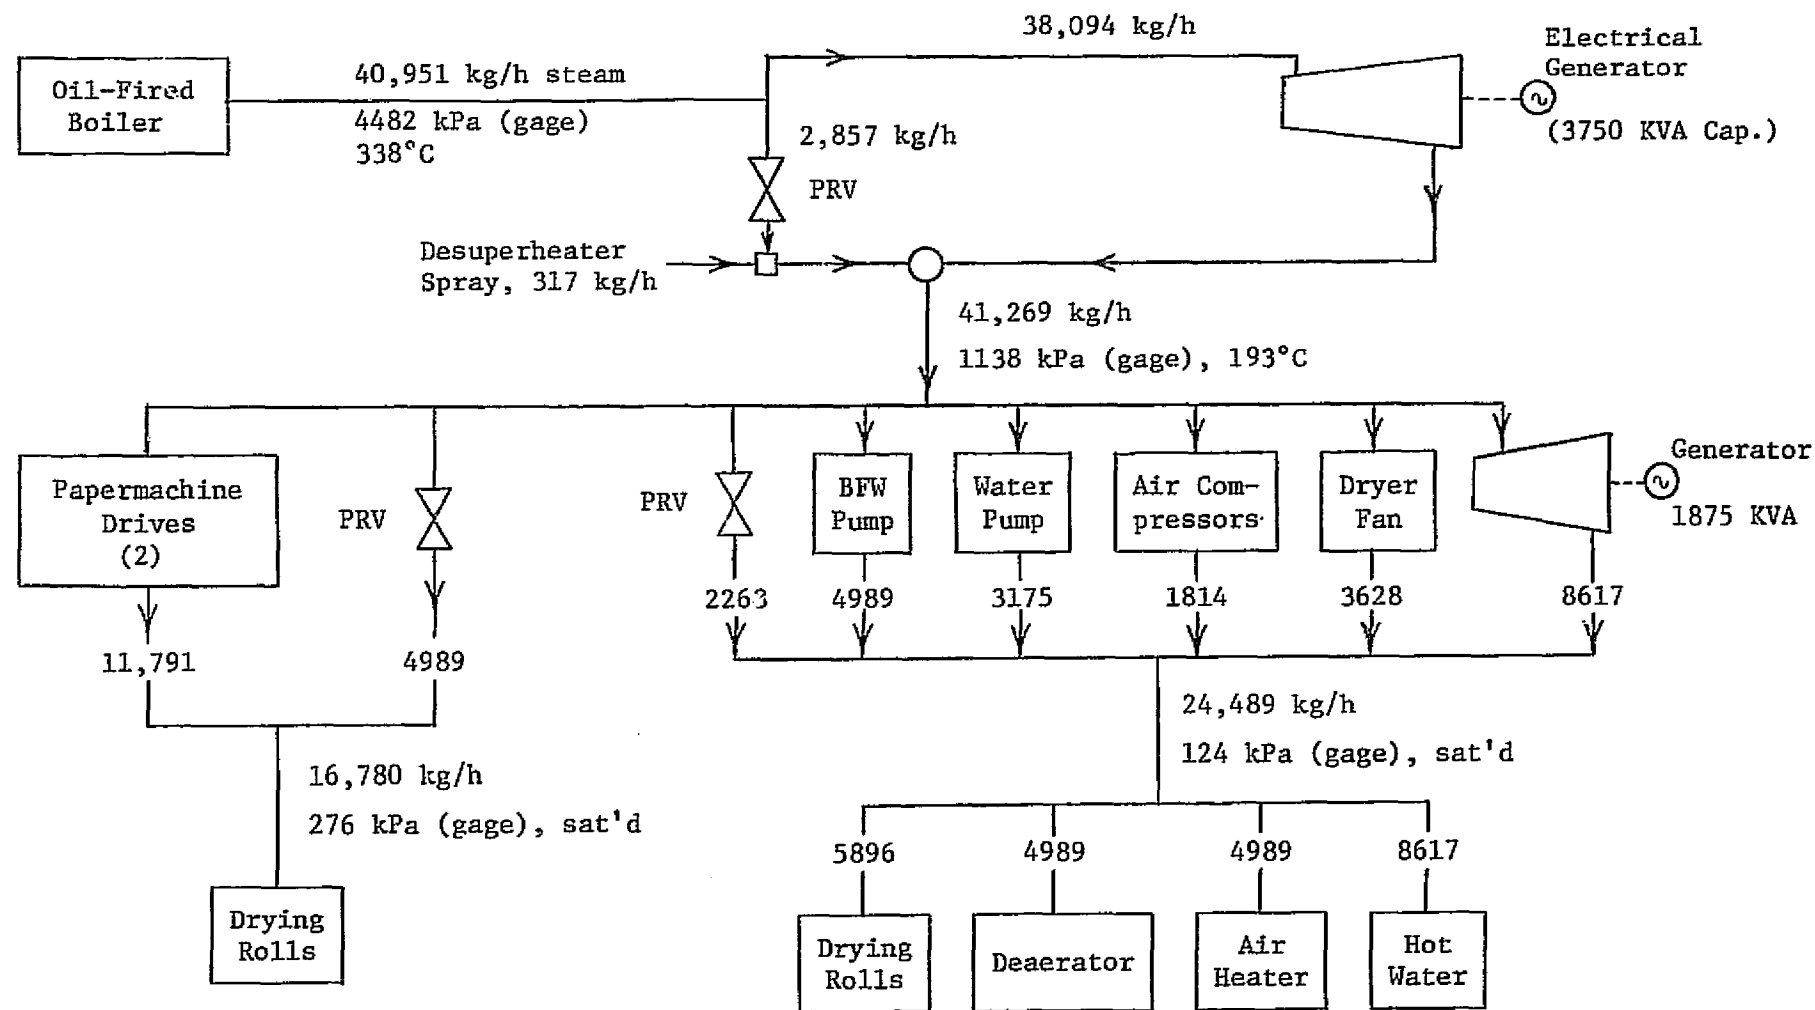 38,094 kg/h
Electrical
Generator
(3750 KVA Cap.)
Oil-Fired
Boiler
40,951 kg/h steam
4482 kPa (gage)
338°C
2,857 kg/h
PRV
Desuperheater
Spray, 317 kg/h
41,269 kg/h
1138 kPa (gage), 193°C
Papermachine
Drives
(2)
PRV
PRV
BFW
Pump
Water
Pump
Air Com-
pressors
Dryer
Fan
Generator
1875 KVA
2263
4989
3175
1814
3628
8617
11,791
4989
24,489 kg/h
124 kPa (gage), sat'd
16,780 kg/h
276 kPa (gage), sat'd
5896
4989
4989
8617
Drying
Rolls
Drying
Rolls
Deaerator
Air
Heater
Hot
Water